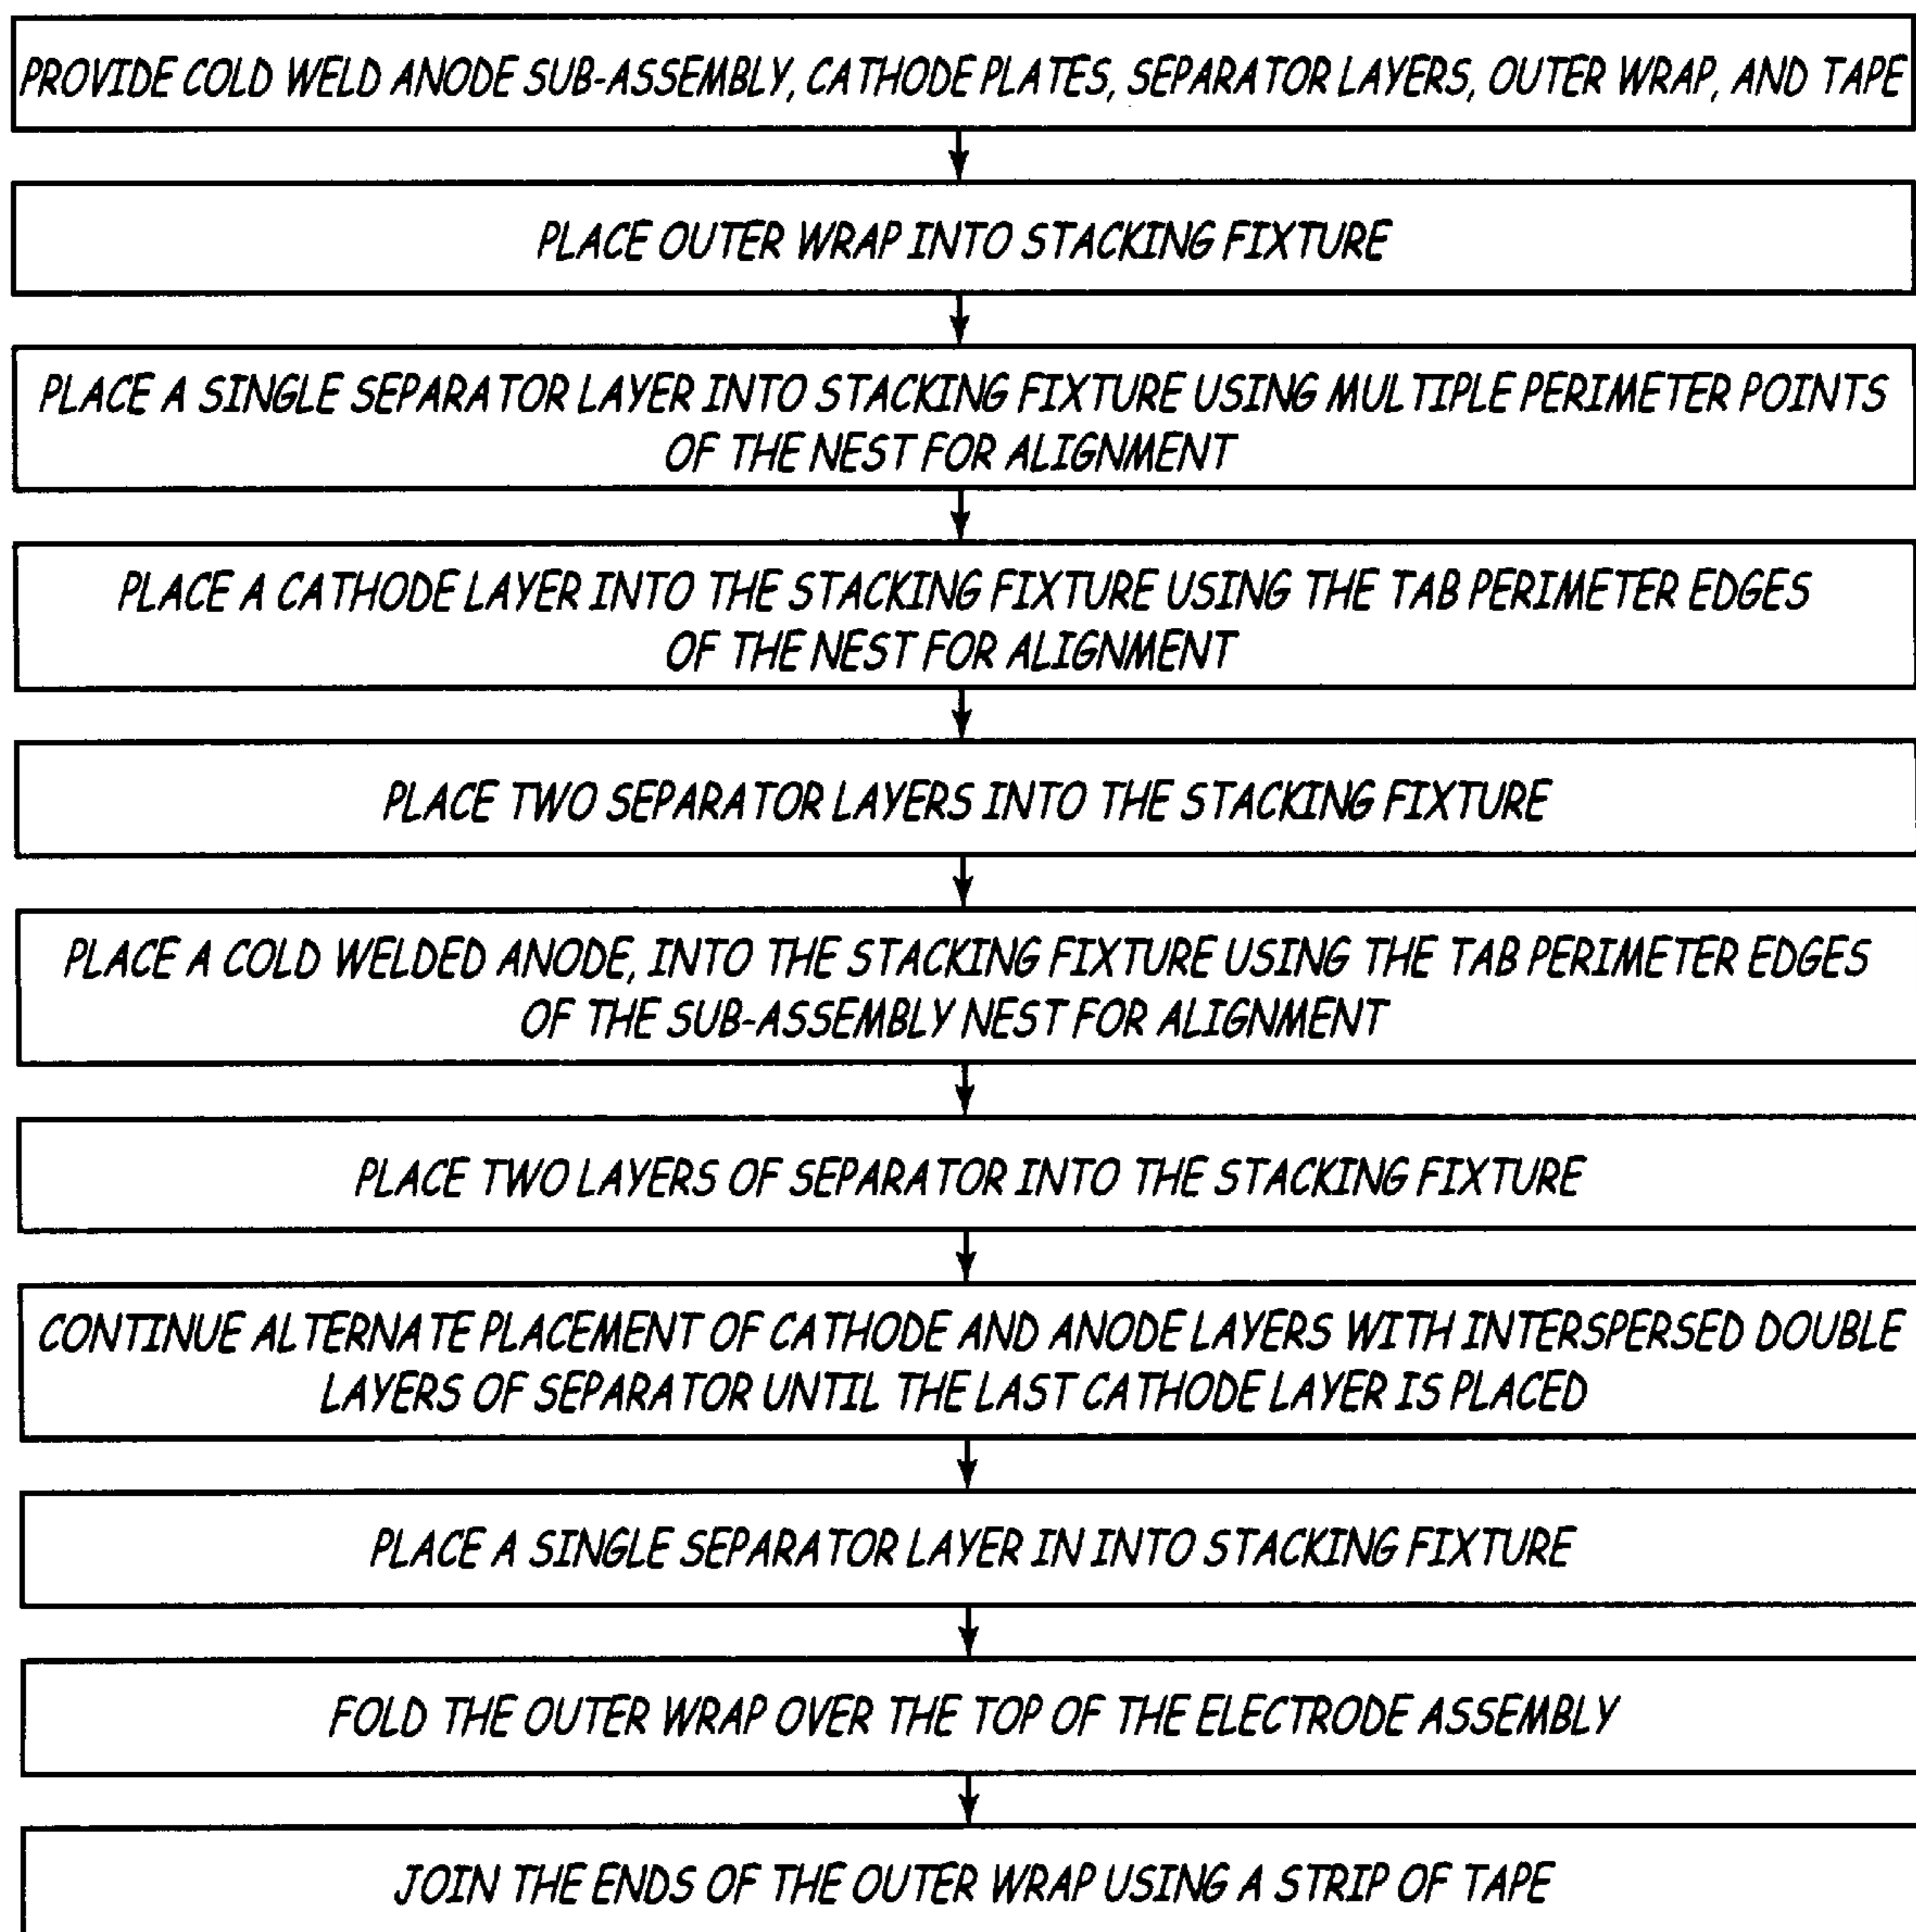 PROVIDE COLD WELD ANODE SUB-ASSEMBLY, CATHODE PLATES, SEPARATOR LAYERS, OUTER WRAP, AND TAPE
PLACE OUTER WRAP INTO STACKING FIXTURE
PLACE A SINGLE SEPARATOR LAYER INTO STACKING FIXTURE USING MULTIPLE PERIMETER POINTS
OF THE NEST FOR ALIGNMENT
PLACE A CATHODE LAYER INTO THE STACKING FIXTURE USING THE TAB PERIMETER EDGES
OF THE NEST FOR ALIGNMENT
PLACE TWO SEPARATOR LAYERS INTO THE STACKING FIXTURE
PLACE A COLD WELDED ANODE, INTO THE STACKING FIXTURE USING THE TAB PERIMETER EDGES
OF THE SUB-ASSEMBLY NEST FOR ALIGNMENT
PLACE TWO LAYERS OF SEPARATOR INTO THE STACKING FIXTURE
CONTINUE ALTERNATE PLACEMENT OF CATHODE AND ANODE LAYERS WITH INTERSPERSED DOUBLE
LAYERS OF SEPARATOR UNTIL THE LAST CATHODE LAYER IS PLACED
PLACE A SINGLE SEPARATOR LAYER IN INTO STACKING FIXTURE
FOLD THE OUTER WRAP OVER THE TOP OF THE ELECTRODE ASSEMBLY
JOIN THE ENDS OF THE OUTER WRAP USING A STRIP OF TAPE